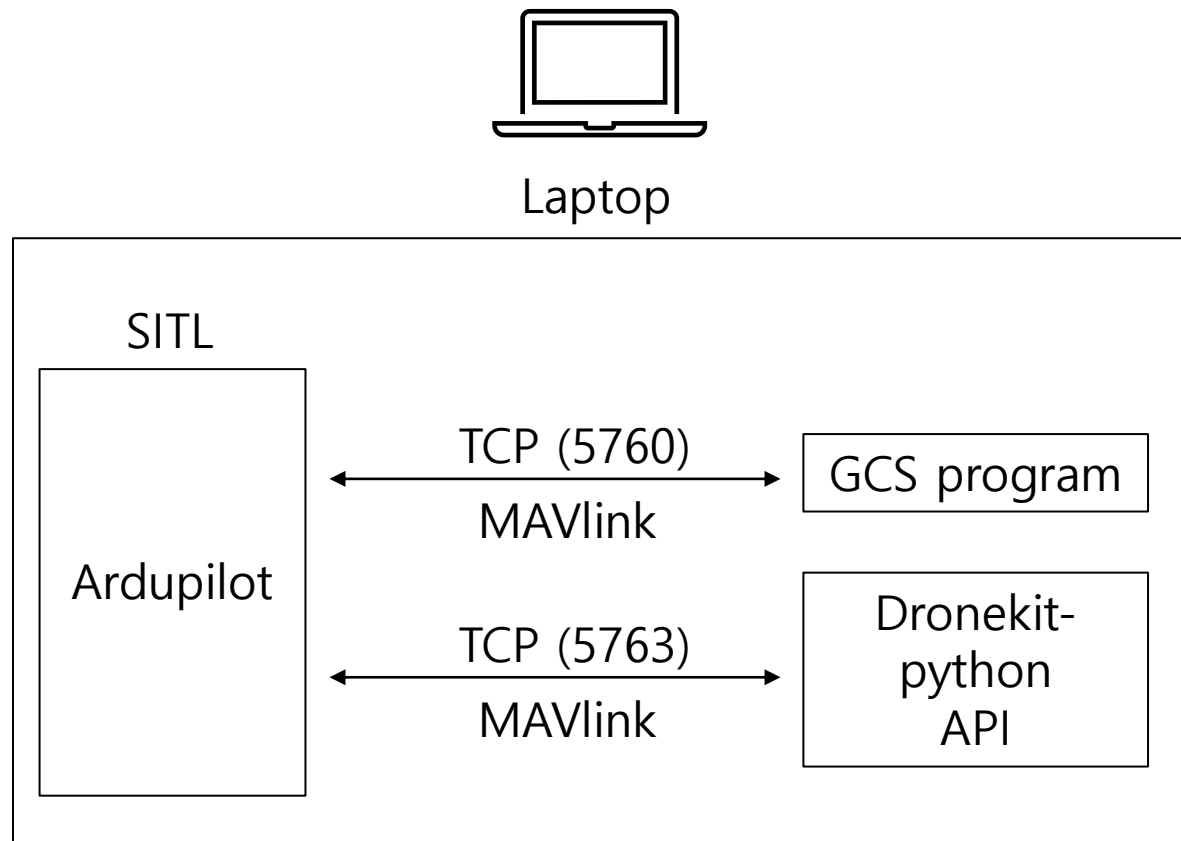 Laptop
SITL
Ardupilot
TCP (5760)
MAVlink
GCS program
TCP (5763)
MAVlink
Dronekit-
python
API